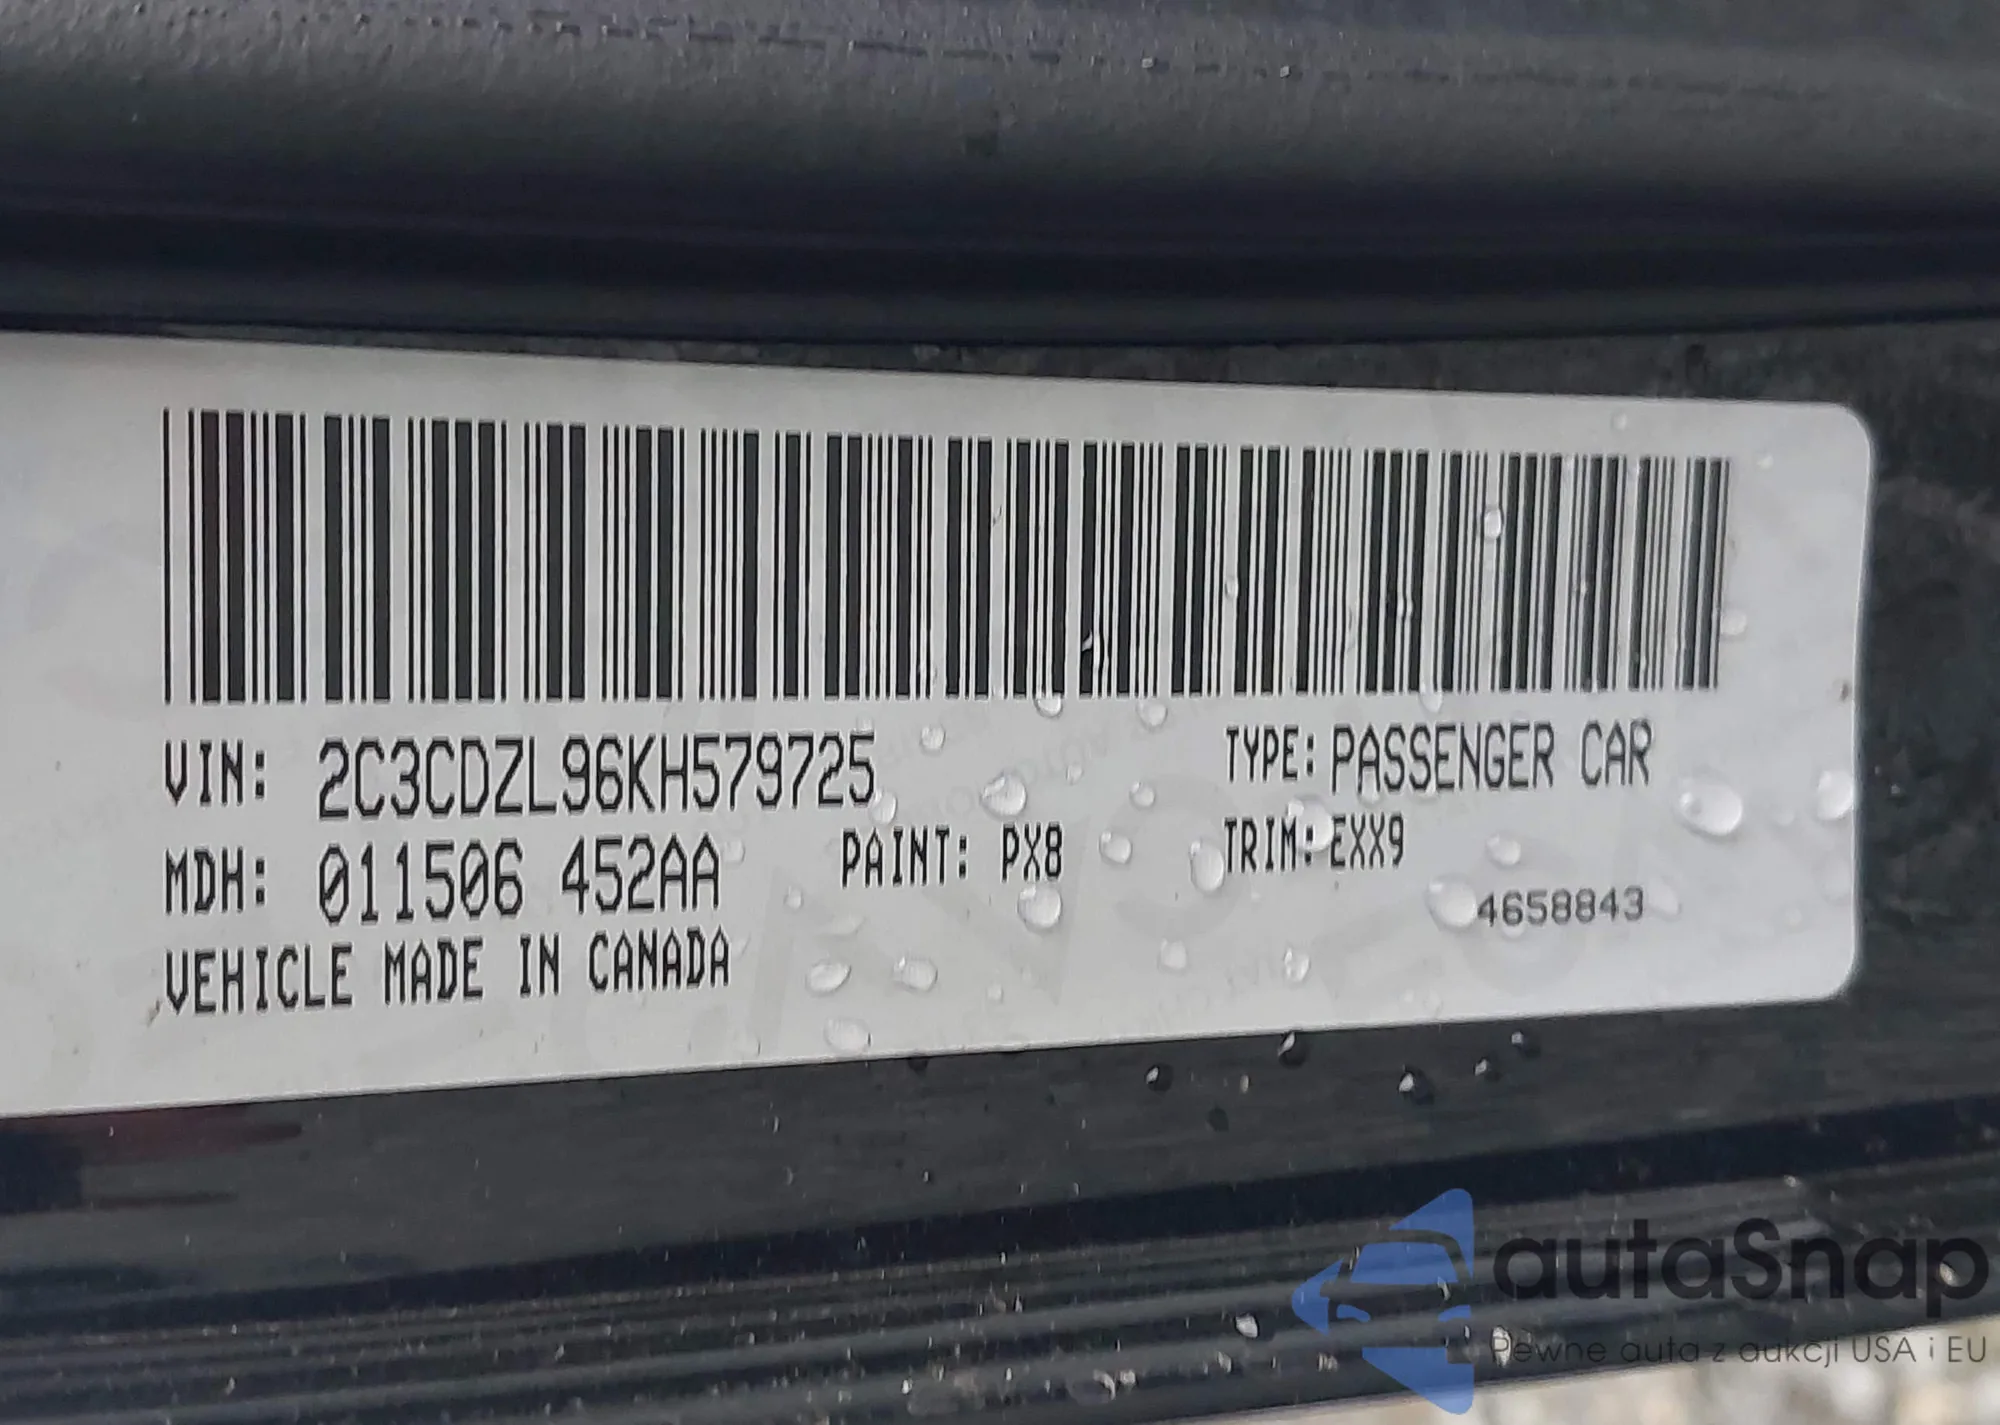 VIN: 2C3CDZL96KH579725
TYPE: PASSENGER CAR
MDH: 011506 452AA
PAINT: PX8
TRIM: EXX9
4658843
VEHICLE MADE IN CANADA
autaSnap
Pewne auta z aukcji USA i EU